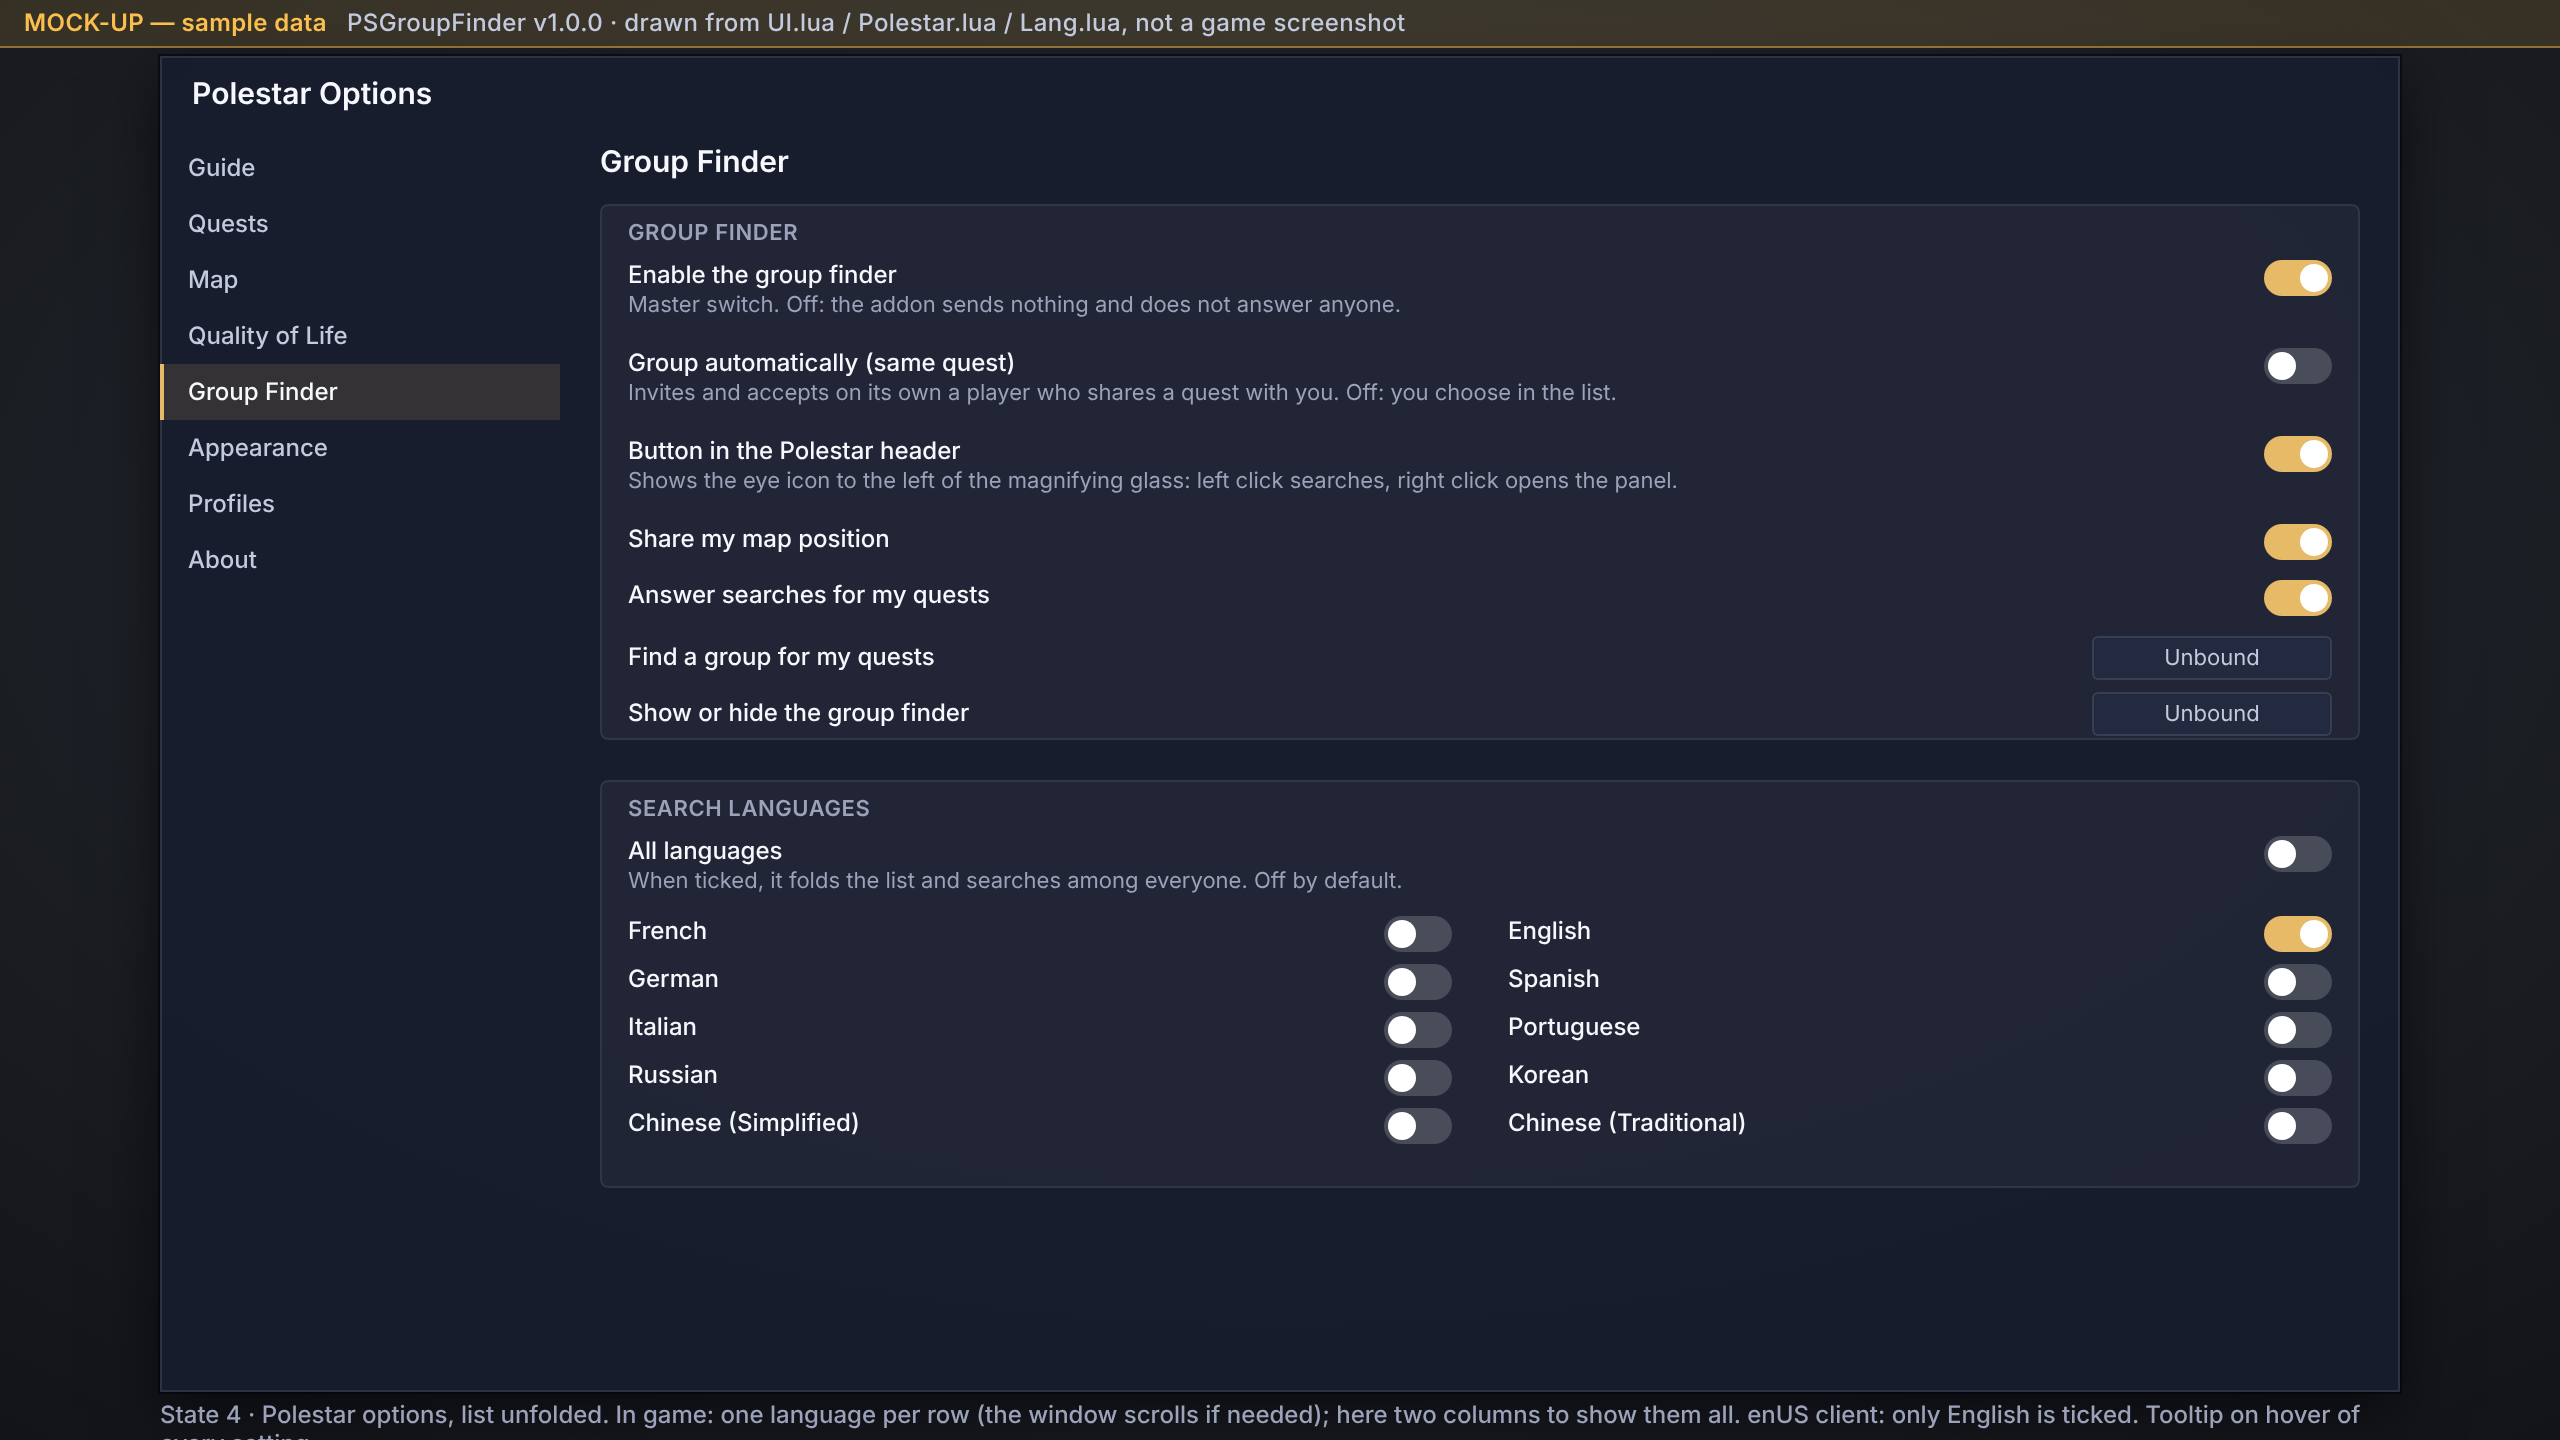 MOCK-UP — sample data PSGroupFinder v1.0.0 · drawn from UI.lua / Polestar.lua / Lang.lua, not a game screenshot
Polestar Options
Guide
Quests
Map
Quality of Life
Group Finder
Appearance
Profiles
About
Group Finder
GROUP FINDER
Enable the group finder
Master switch. Off: the addon sends nothing and does not answer anyone.
Group automatically (same quest)
Invites and accepts on its own a player who shares a quest with you. Off: you choose in the list.
Button in the Polestar header
Shows the eye icon to the left of the magnifying glass: left click searches, right click opens the panel.
Share my map position
Answer searches for my quests
Find a group for my quests Unbound
Show or hide the group finder Unbound
SEARCH LANGUAGES
All languages
When ticked, it folds the list and searches among everyone. Off by default.
French English
German Spanish
Italian Portuguese
Russian Korean
Chinese (Simplified) Chinese (Traditional)
State 4 · Polestar options, list unfolded. In game: one language per row (the window scrolls if needed); here two columns to show them all. enUS client: only English is ticked. Tooltip on hover of